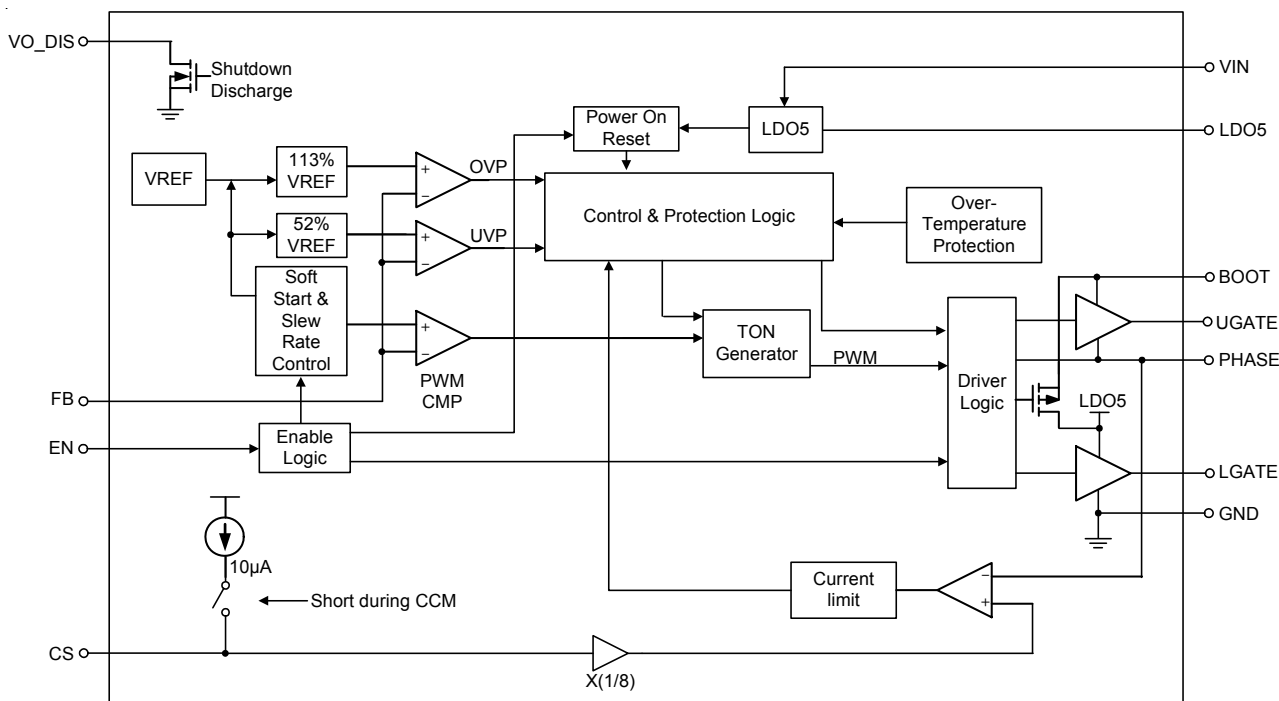 VO_DIS
Shutdown
Discharge
VIN
Power On
Reset
LDO5
LDO5
VREF
113%
VREF
OVP
52%
VREF
UVP
Control & Protection Logic
Over-
Temperature
Protection
Soft
Start &
Slew
Rate
Control
BOOT
TON
Generator
UGATE
PWM
PHASE
PWM
CMP
Driver
Logic
LDO5
FB
EN
Enable
Logic
LGATE
GND
10µA
Short during CCM
Current
limit
CS
X(1/8)